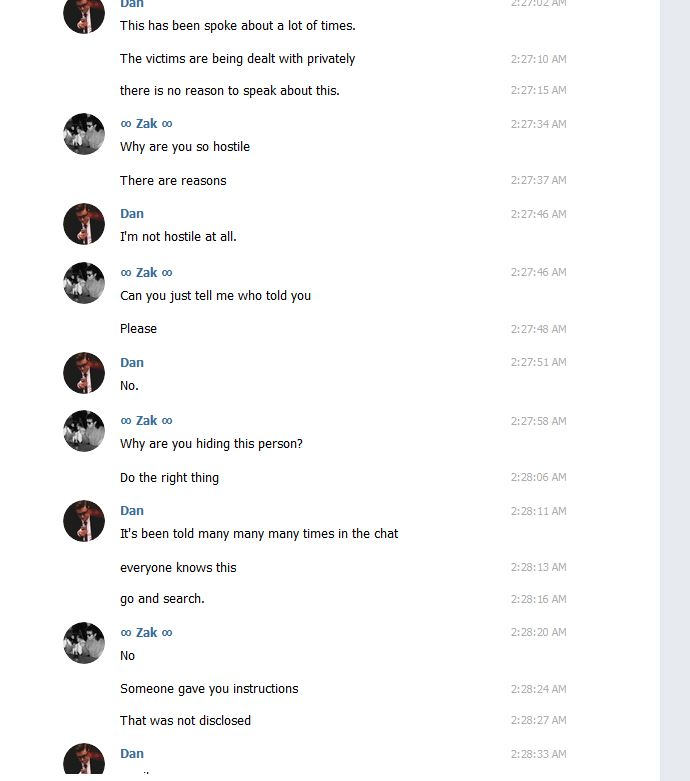 Dan
2:27:02 AM
This has been spoke about a lot of times.
The victims are being dealt with privately 2:27:10 AM
there is no reason to speak about this. 2:27:15 AM
∞ Zak ∞ 2:27:34 AM
Why are you so hostile
There are reasons 2:27:37 AM
Dan 2:27:46 AM
I'm not hostile at all.
∞ Zak ∞ 2:27:46 AM
Can you just tell me who told you
Please 2:27:48 AM
Dan 2:27:51 AM
No.
∞ Zak ∞ 2:27:58 AM
Why are you hiding this person?
Do the right thing 2:28:06 AM
Dan 2:28:11 AM
It's been told many many many times in the chat
everyone knows this 2:28:13 AM
go and search. 2:28:16 AM
∞ Zak ∞ 2:28:20 AM
No
Someone gave you instructions 2:28:24 AM
That was not disclosed 2:28:27 AM
Dan 2:28:33 AM